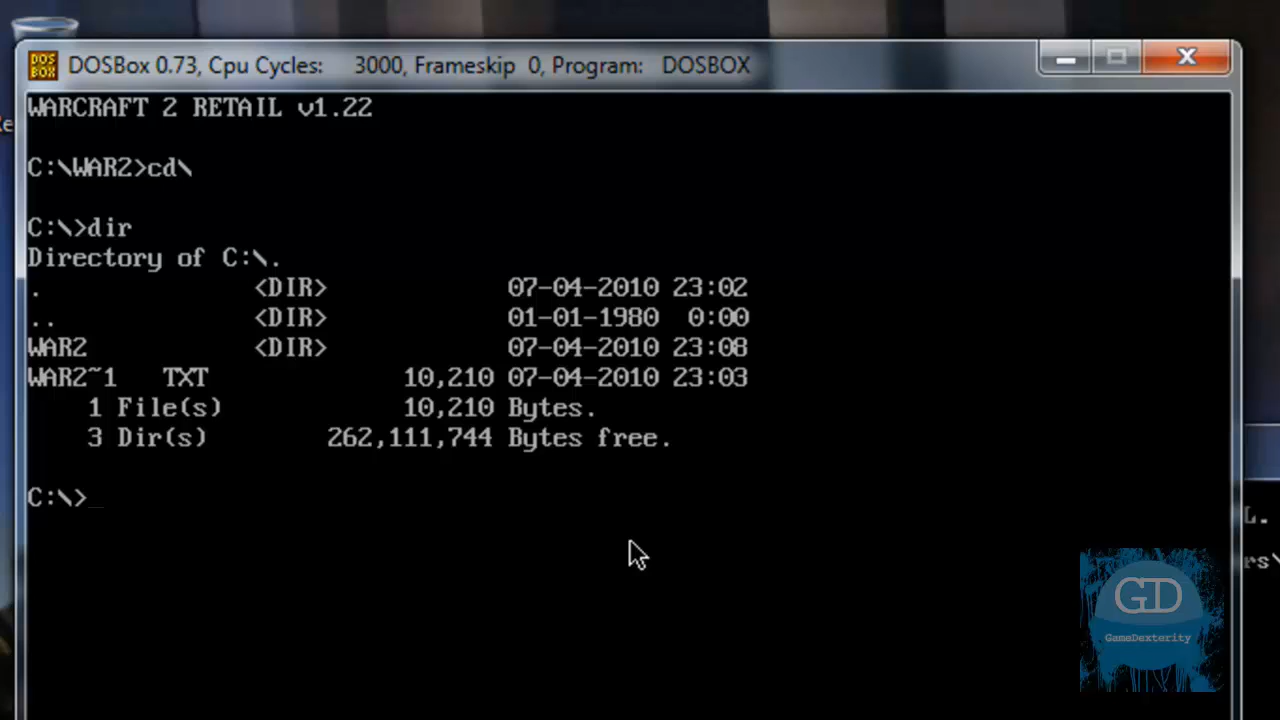 DOSBox 0.73, Cpu Cycles: 3000, Frameskip 0, Program: DOSBOX
WARCRAFT 2 RETAIL v1.22
C:\WAR2>cd\
C:\>dir
Directory of C:\.
. <DIR> 07-04-2010 23:02
.. <DIR> 01-01-1980 0:00
WAR2 <DIR> 07-04-2010 23:08
WAR2~1 TXT 10,210 07-04-2010 23:03
1 File(s) 10,210 Bytes.
3 Dir(s) 262,111,744 Bytes free.
C:\>_
GD
GameDexterity